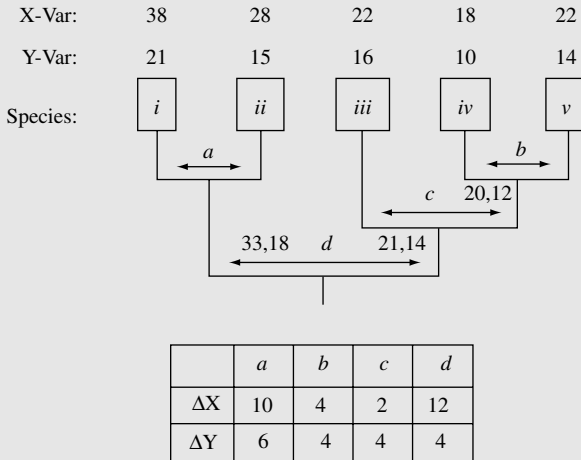 X-Var: 38 28 22 18 22
Y-Var: 21 15 16 10 14
Species: i ii iii iv v
a b
c 20,12
33,18 d 21,14
a b c d
ΔX 10 4 2 12
ΔY 6 4 4 4